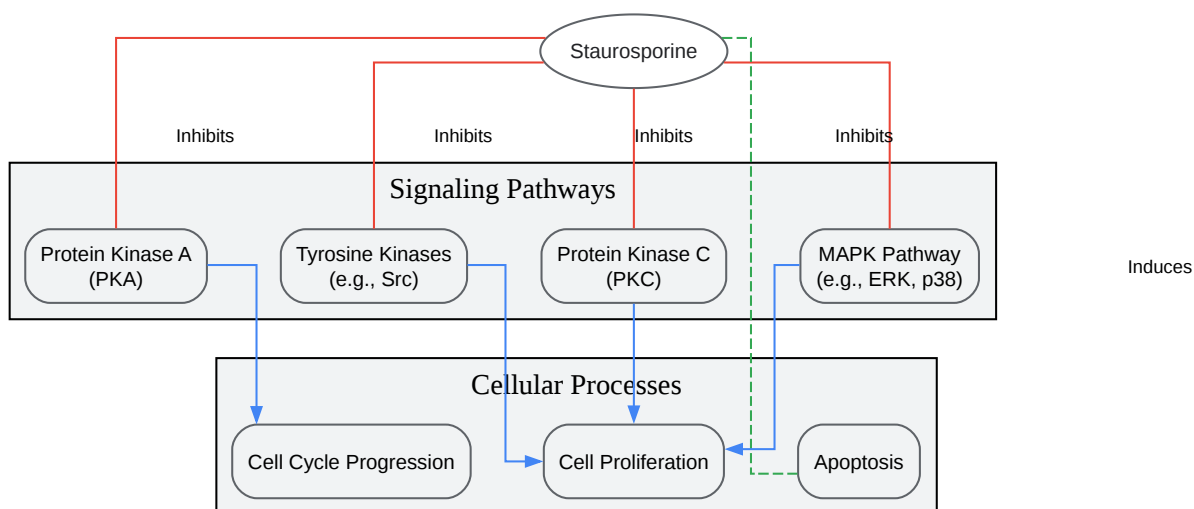 Staurosporine
Inhibits
Inhibits
Inhibits
Inhibits
Signaling Pathways
Protein Kinase A
(PKA)
Tyrosine Kinases
(e.g., Src)
Protein Kinase C
(PKC)
MAPK Pathway
(e.g., ERK, p38)
Induces
Cellular Processes
Cell Cycle Progression
Cell Proliferation
Apoptosis